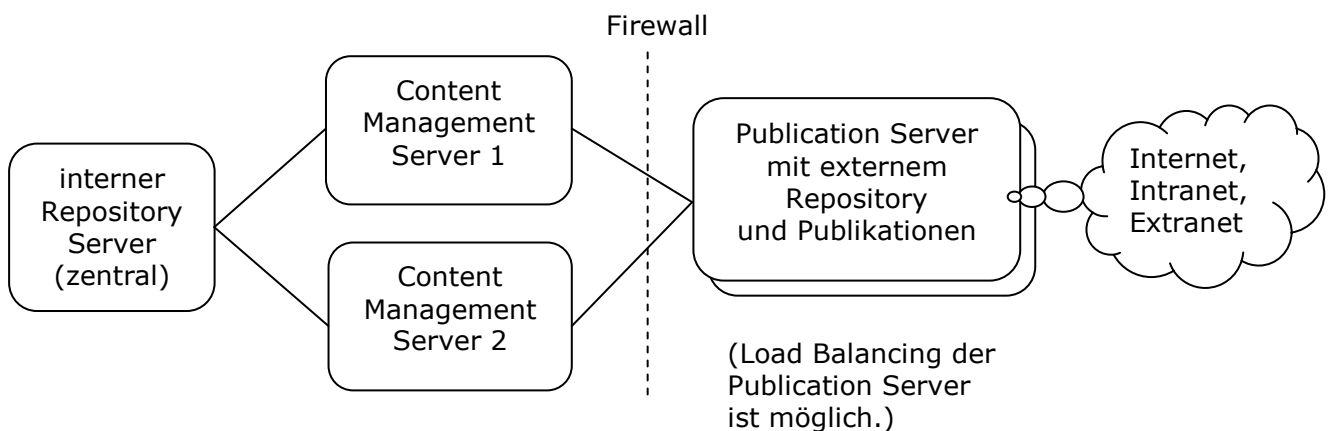 Firewall
interner
Repository
Server
(zentral)
Content
Management
Server 1
Content
Management
Server 2
Publication Server
mit externem
Repository
und Publikationen
Internet,
Intranet,
Extranet
(Load Balancing der
Publication Server
ist möglich.)